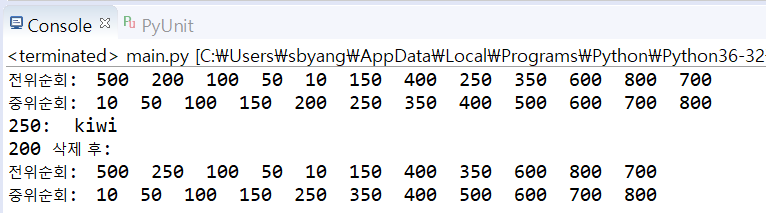 Console PyUnit
<terminated> main.py [C:₩Users₩sbyang₩AppData₩Local₩Programs₩Python₩Python36-32
전위순회: 500 200 100 50 10 150 400 250 350 600 800 700
중위순회: 10 50 100 150 200 250 350 400 500 600 700 800
250: kiwi
200 삭제 후:
전위순회: 500 250 100 50 10 150 400 350 600 800 700
중위순회: 10 50 100 150 250 350 400 500 600 700 800